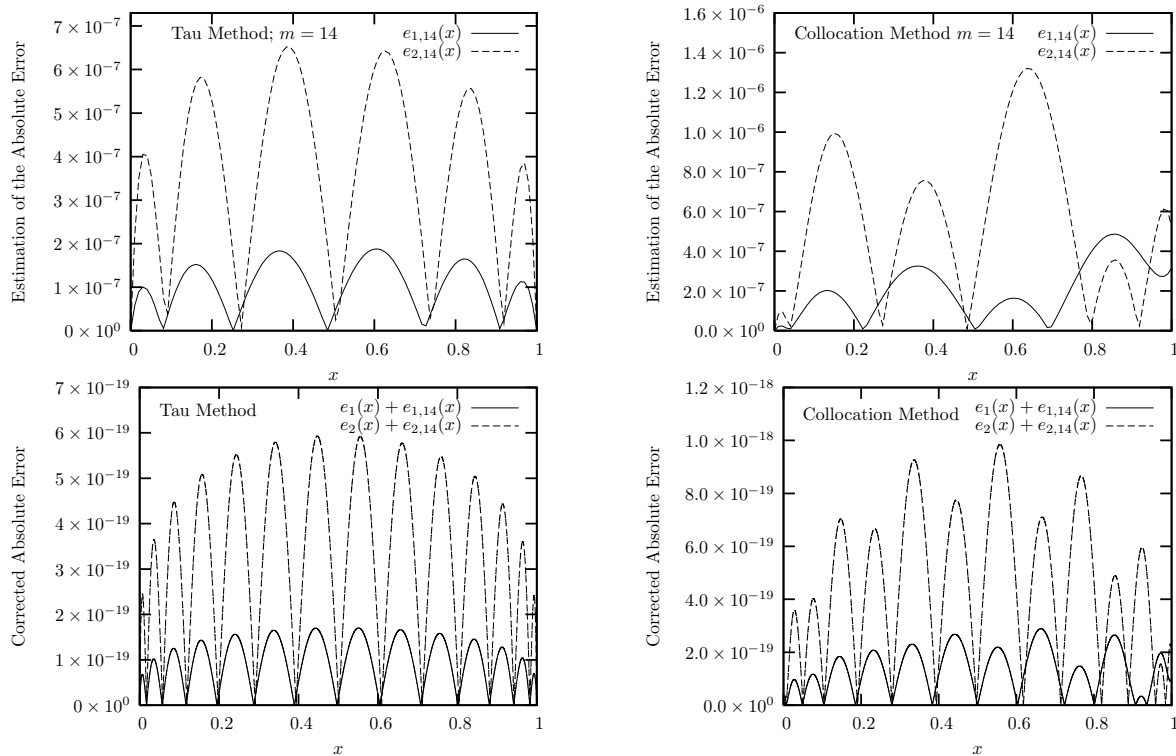 Estimation of the Absolute Error
7 × 10⁻⁷
6 × 10⁻⁷
5 × 10⁻⁷
4 × 10⁻⁷
3 × 10⁻⁷
2 × 10⁻⁷
1 × 10⁻⁷
0 × 10⁰
Tau Method; m = 14
e₁,₁₄(x)
e₂,₁₄(x)
0 0.2 0.4 0.6 0.8 1
x
Estimation of the Absolute Error
1.6 × 10⁻⁶
1.4 × 10⁻⁶
1.2 × 10⁻⁶
1.0 × 10⁻⁶
8.0 × 10⁻⁷
6.0 × 10⁻⁷
4.0 × 10⁻⁷
2.0 × 10⁻⁷
0.0 × 10⁰
Collocation Method m = 14
e₁,₁₄(x)
e₂,₁₄(x)
0 0.2 0.4 0.6 0.8 1
x
Corrected Absolute Error
7 × 10⁻¹⁹
6 × 10⁻¹⁹
5 × 10⁻¹⁹
4 × 10⁻¹⁹
3 × 10⁻¹⁹
2 × 10⁻¹⁹
1 × 10⁻¹⁹
0 × 10⁰
Tau Method
e₁(x) + e₁,₁₄(x)
e₂(x) + e₂,₁₄(x)
0 0.2 0.4 0.6 0.8 1
x
Corrected Absolute Error
1.2 × 10⁻¹⁸
1.0 × 10⁻¹⁸
8.0 × 10⁻¹⁹
6.0 × 10⁻¹⁹
4.0 × 10⁻¹⁹
2.0 × 10⁻¹⁹
0.0 × 10⁰
Collocation Method
e₁(x) + e₁,₁₄(x)
e₂(x) + e₂,₁₄(x)
0 0.2 0.4 0.6 0.8 1
x